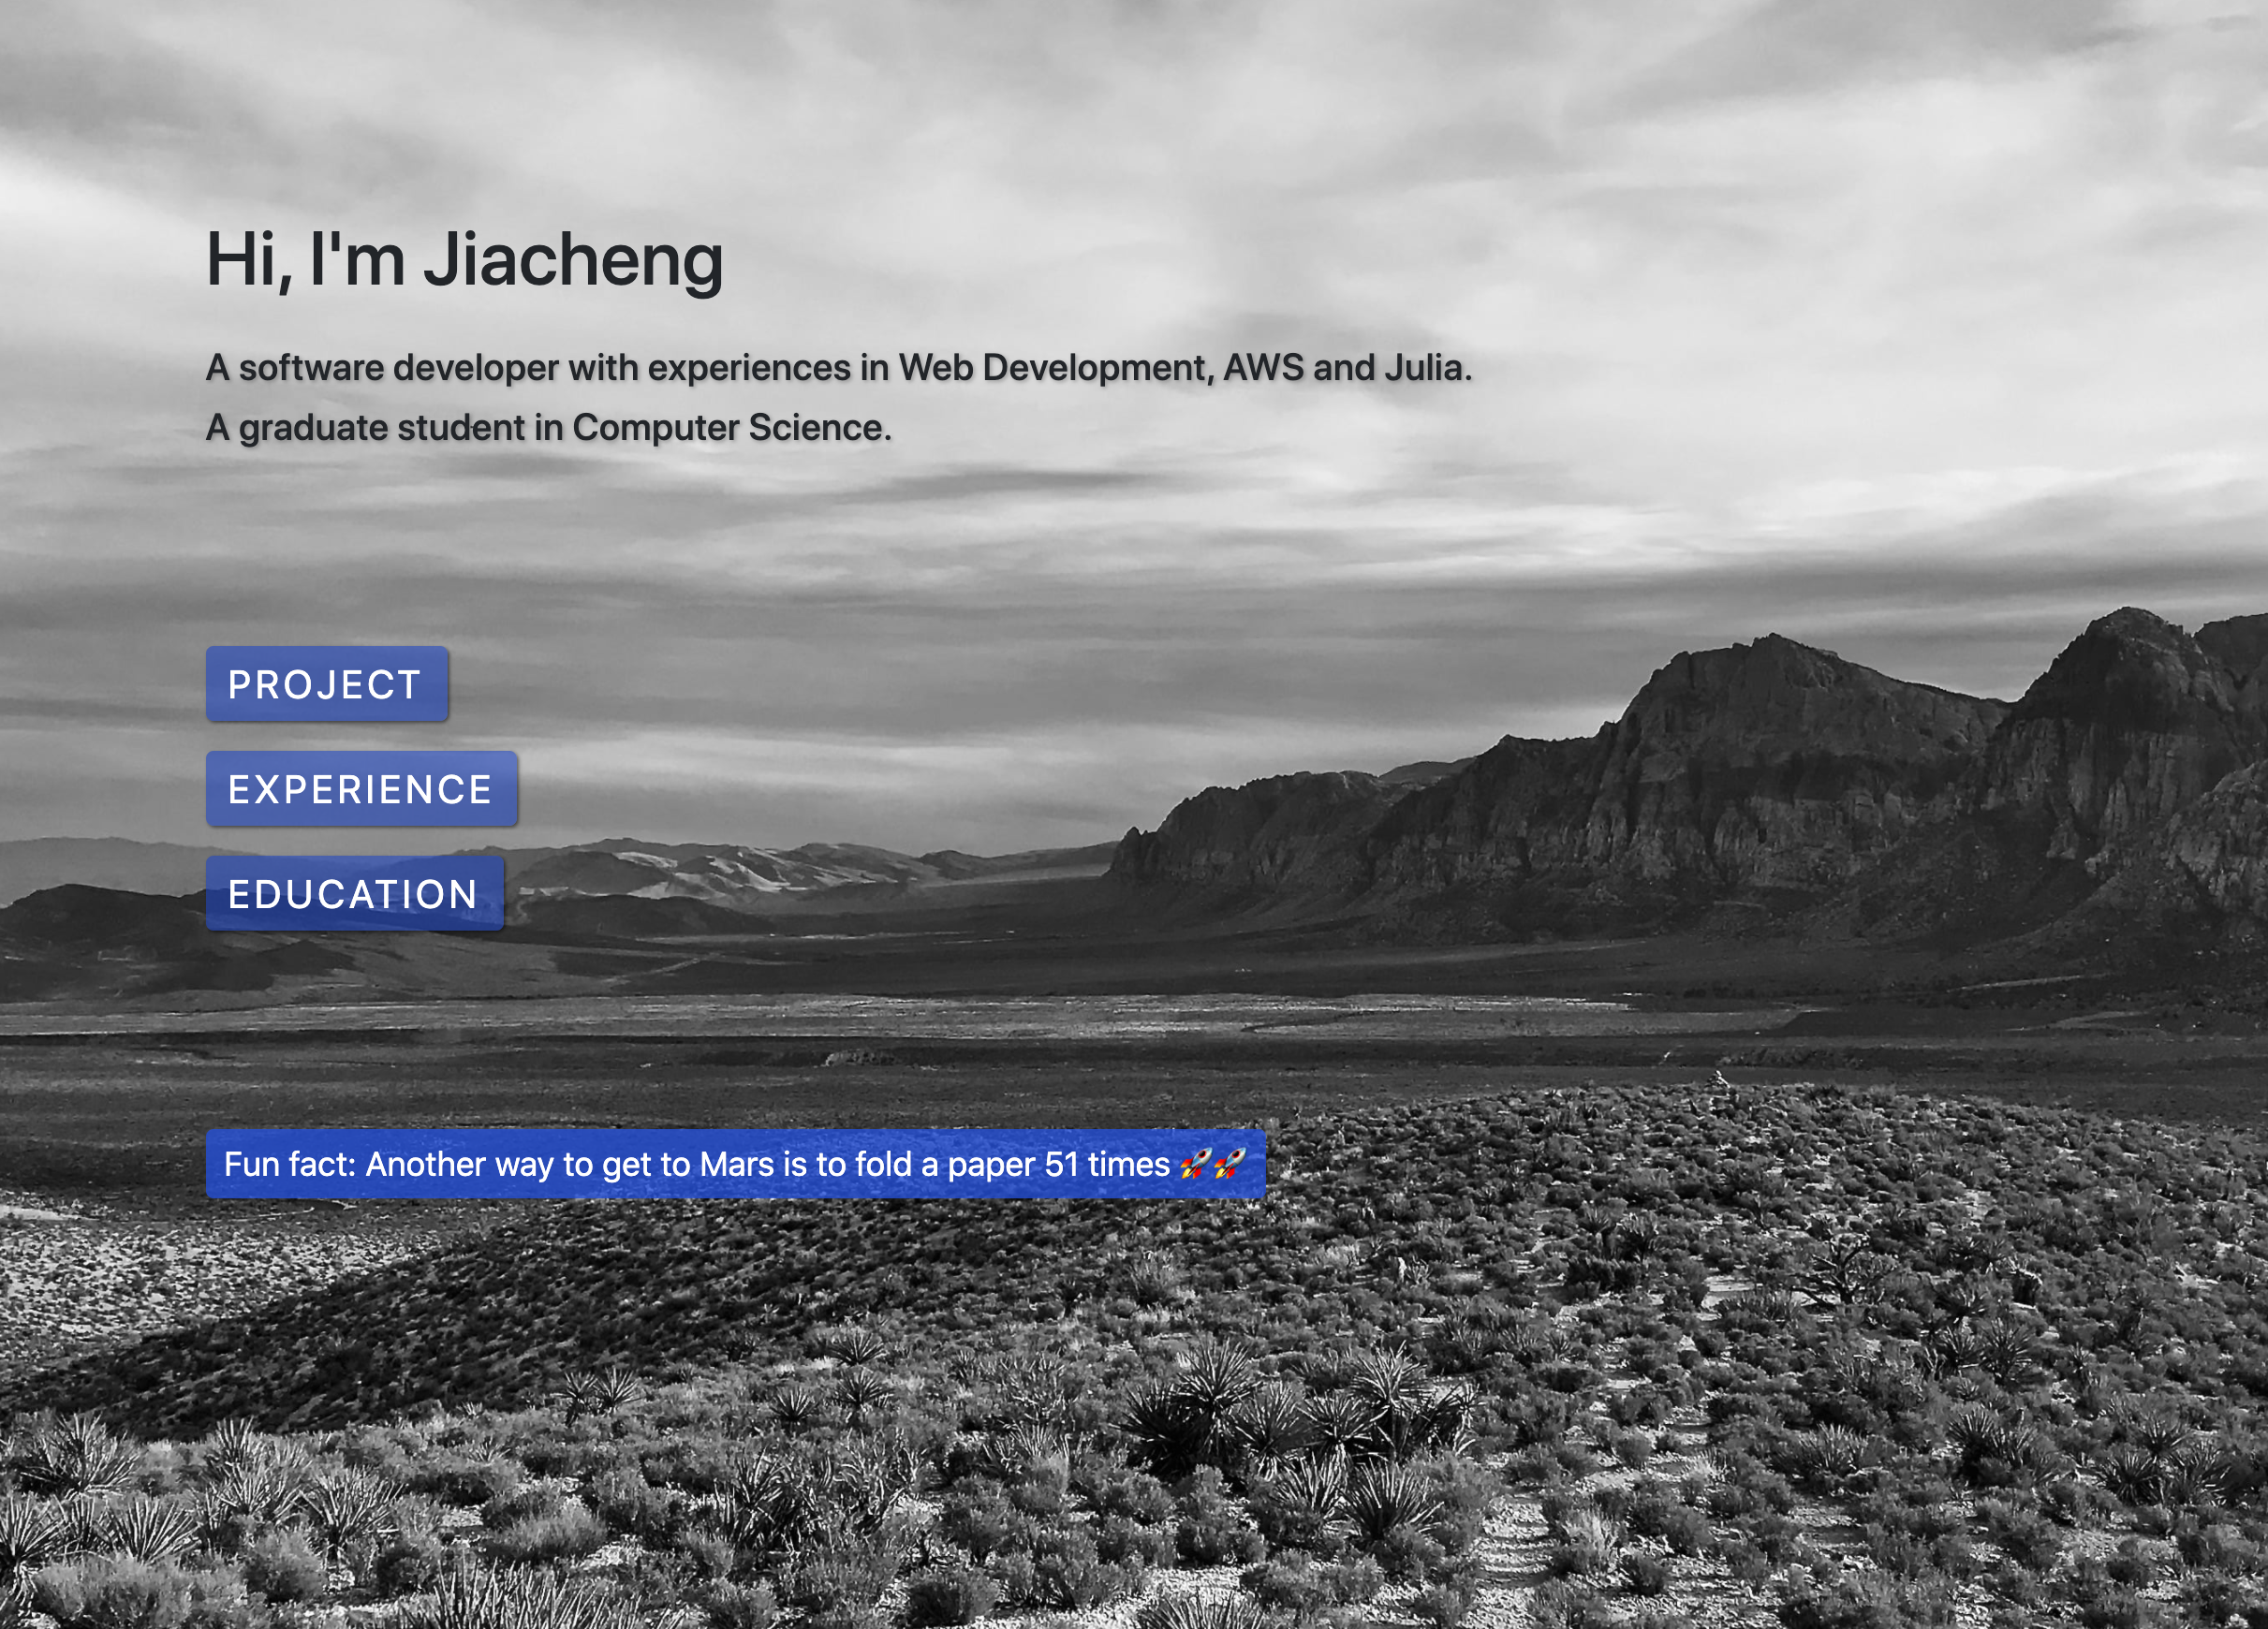 Hi, I'm Jiacheng
A software developer with experiences in Web Development, AWS and Julia.
A graduate student in Computer Science.
PROJECT
EXPERIENCE
EDUCATION
Fun fact: Another way to get to Mars is to fold a paper 51 times 🚀🚀